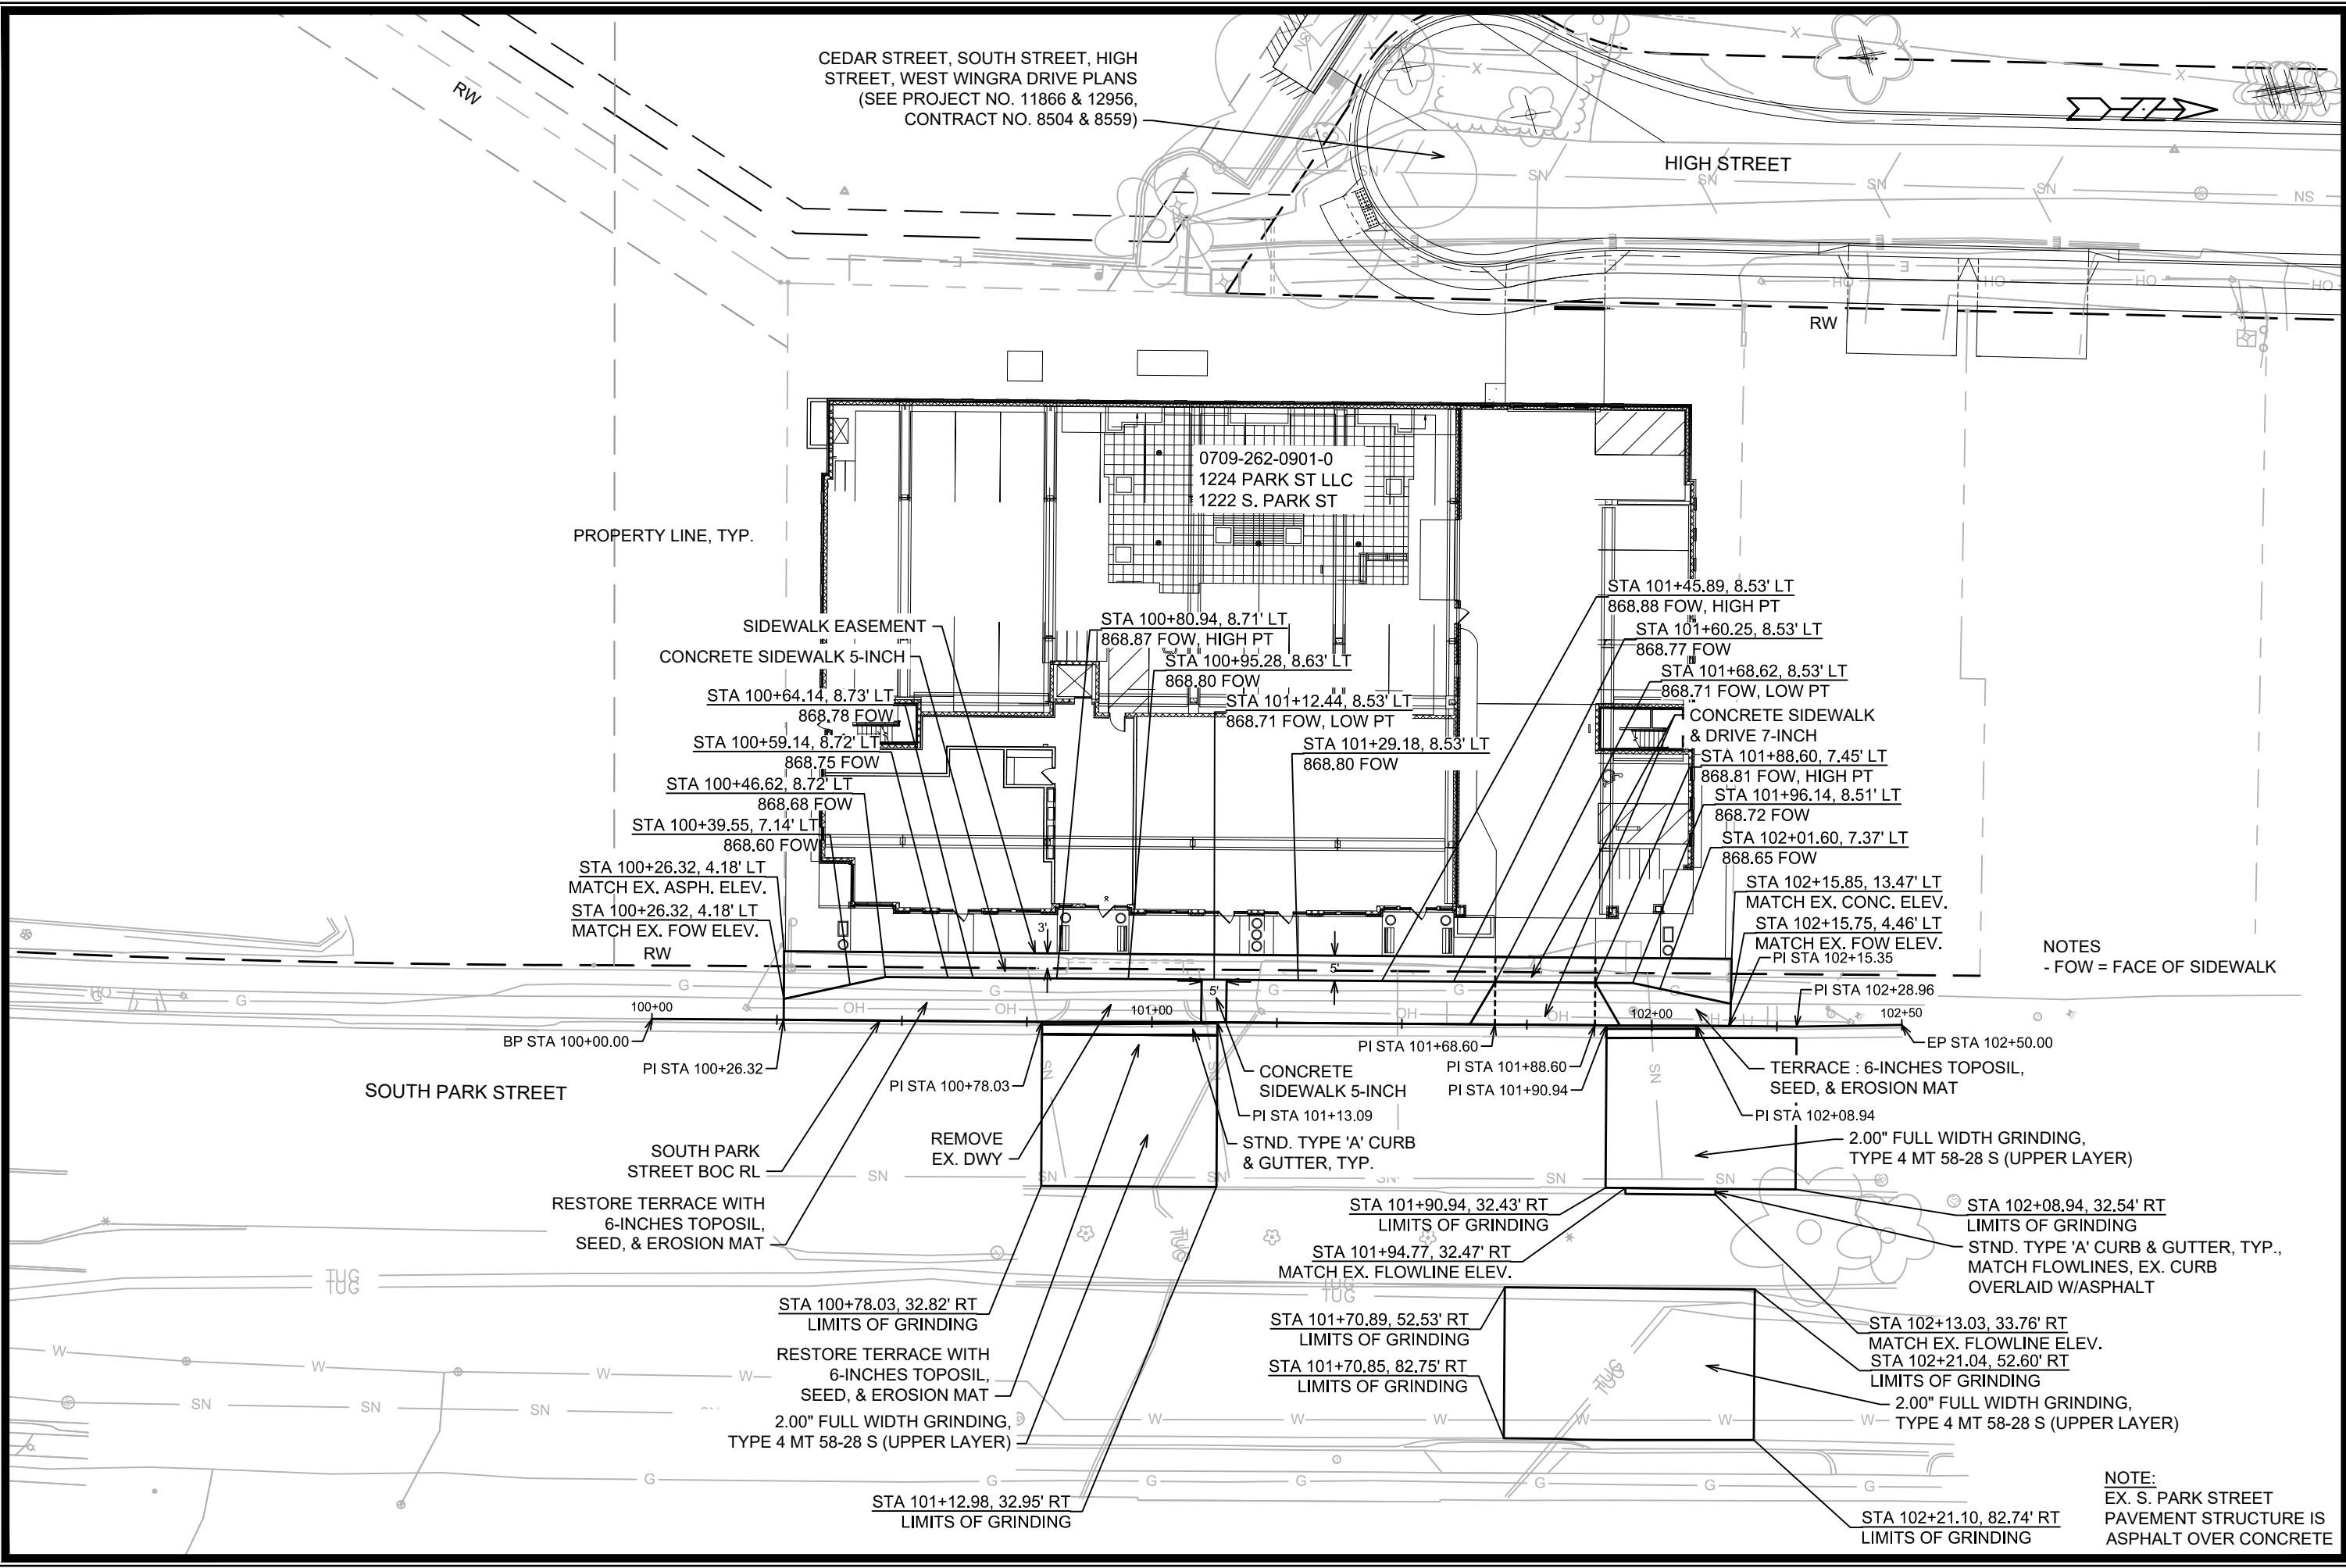 CEDAR STREET, SOUTH STREET, HIGH
STREET, WEST WINGRA DRIVE PLANS
(SEE PROJECT NO. 11866 & 12956,
CONTRACT NO. 8504 & 8559)
RW
HIGH STREET
RW
0709-262-0901-0
1224 PARK ST LLC
1222 S. PARK ST
PROPERTY LINE, TYP.
SIDEWALK EASEMENT
CONCRETE SIDEWALK 5-INCH
STA 100+64.14, 8.73' LT
868.78 FOW
STA 100+59.14, 8.72' LT
868.75 FOW
STA 100+46.62, 8.72' LT
868.68 FOW
STA 100+39.55, 7.14' LT
868.60 FOW
STA 100+26.32, 4.18' LT
MATCH EX. ASPH. ELEV.
STA 100+26.32, 4.18' LT
MATCH EX. FOW ELEV.
RW
STA 100+80.94, 8.71' LT
868.87 FOW, HIGH PT
STA 100+95.28, 8.63' LT
868.80 FOW
STA 101+12.44, 8.53' LT
868.71 FOW, LOW PT
STA 101+29.18, 8.53' LT
868.80 FOW
STA 101+45.89, 8.53' LT
868.88 FOW, HIGH PT
STA 101+60.25, 8.53' LT
868.77 FOW
STA 101+68.62, 8.53' LT
868.71 FOW, LOW PT
CONCRETE SIDEWALK
& DRIVE 7-INCH
STA 101+88.60, 7.45' LT
868.81 FOW, HIGH PT
STA 101+96.14, 8.51' LT
868.72 FOW
STA 102+01.60, 7.37' LT
868.65 FOW
STA 102+15.85, 13.47' LT
MATCH EX. CONC. ELEV.
STA 102+15.75, 4.46' LT
MATCH EX. FOW ELEV.
PI STA 102+15.35
NOTES
- FOW = FACE OF SIDEWALK
3'
5'
5'
PI STA 102+28.96
100+00
101+00
102+00
102+50
BP STA 100+00.00
PI STA 100+26.32
PI STA 100+78.03
PI STA 101+68.60
PI STA 101+88.60
PI STA 101+90.94
EP STA 102+50.00
SOUTH PARK STREET
CONCRETE
SIDEWALK 5-INCH
PI STA 101+13.09
TERRACE : 6-INCHES TOPOSIL,
SEED, & EROSION MAT
PI STA 102+08.94
SOUTH PARK
STREET BOC RL
REMOVE
EX. DWY
STND. TYPE 'A' CURB
& GUTTER, TYP.
2.00" FULL WIDTH GRINDING,
TYPE 4 MT 58-28 S (UPPER LAYER)
RESTORE TERRACE WITH
6-INCHES TOPOSIL,
SEED, & EROSION MAT
STA 101+90.94, 32.43' RT
LIMITS OF GRINDING
STA 102+08.94, 32.54' RT
LIMITS OF GRINDING
STA 101+94.77, 32.47' RT
MATCH EX. FLOWLINE ELEV.
STND. TYPE 'A' CURB & GUTTER, TYP.,
MATCH FLOWLINES, EX. CURB
OVERLAID W/ASPHALT
STA 100+78.03, 32.82' RT
LIMITS OF GRINDING
STA 101+70.89, 52.53' RT
LIMITS OF GRINDING
STA 102+13.03, 33.76' RT
MATCH EX. FLOWLINE ELEV.
RESTORE TERRACE WITH
6-INCHES TOPOSIL,
SEED, & EROSION MAT
STA 101+70.85, 82.75' RT
LIMITS OF GRINDING
STA 102+21.04, 52.60' RT
LIMITS OF GRINDING
2.00" FULL WIDTH GRINDING,
TYPE 4 MT 58-28 S (UPPER LAYER)
2.00" FULL WIDTH GRINDING,
TYPE 4 MT 58-28 S (UPPER LAYER)
STA 101+12.98, 32.95' RT
LIMITS OF GRINDING
STA 102+21.10, 82.74' RT
LIMITS OF GRINDING
NOTE:
EX. S. PARK STREET
PAVEMENT STRUCTURE IS
ASPHALT OVER CONCRETE